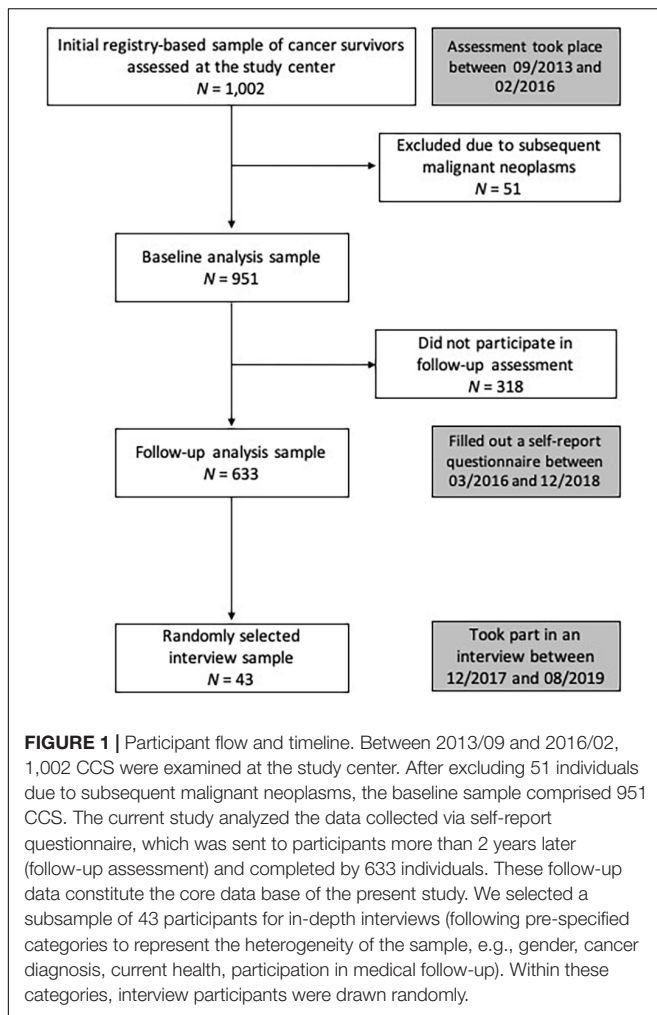 Initial registry-based sample of cancer survivors
assessed at the study center
N = 1,002
Assessment took place
between 09/2013 and
02/2016
Excluded due to subsequent
malignant neoplasms
N = 51
Baseline analysis sample
N = 951
Did not participate in
follow-up assessment
N = 318
Follow-up analysis sample
N = 633
Filled out a self-report
questionnaire between
03/2016 and 12/2018
Randomly selected
interview sample
N = 43
Took part in an
interview between
12/2017 and 08/2019
FIGURE 1 | Participant flow and timeline. Between 2013/09 and 2016/02,
1,002 CCS were examined at the study center. After excluding 51 individuals
due to subsequent malignant neoplasms, the baseline sample comprised 951
CCS. The current study analyzed the data collected via self-report
questionnaire, which was sent to participants more than 2 years later
(follow-up assessment) and completed by 633 individuals. These follow-up
data constitute the core data base of the present study. We selected a
subsample of 43 participants for in-depth interviews (following pre-specified
categories to represent the heterogeneity of the sample, e.g., gender, cancer
diagnosis, current health, participation in medical follow-up). Within these
categories, interview participants were drawn randomly.